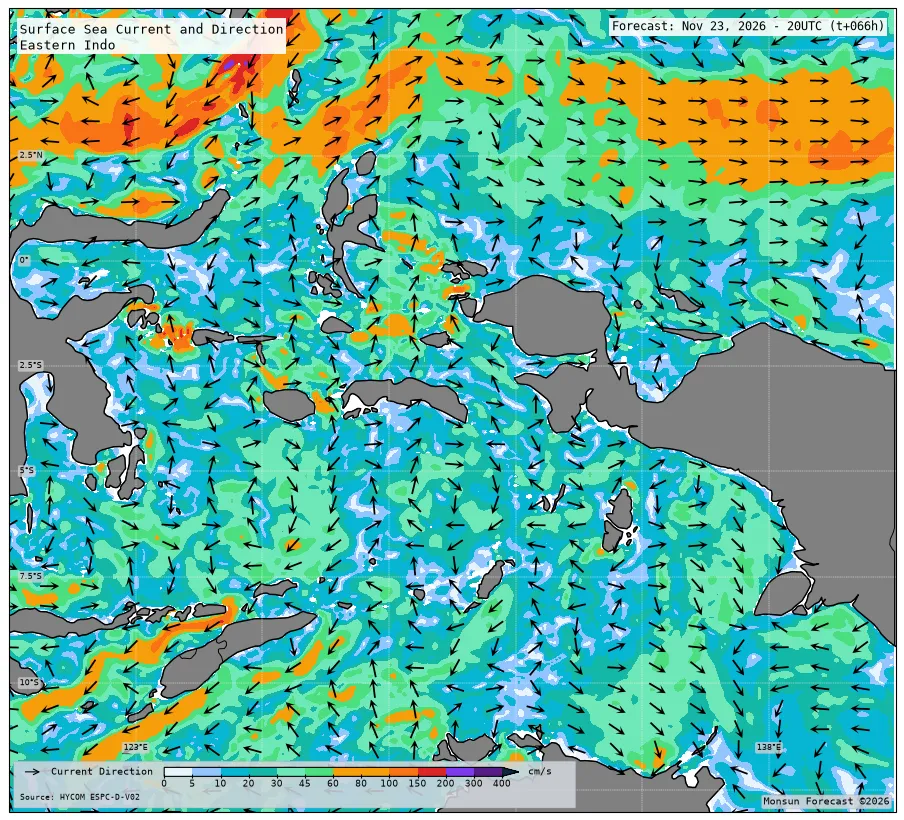 Surface Sea Current and Direction
Eastern Indo
Forecast: Nov 23, 2026 - 20UTC (t+066h)
2.5°N
0°
2.5°S
5°S
7.5°S
10°S
123°E
138°E
Current Direction
cm/s
0 5 10 20 30 45 60 80 100 150 200 300 400
Source: HYCOM ESPC-D-V02
Monsun Forecast ©2026